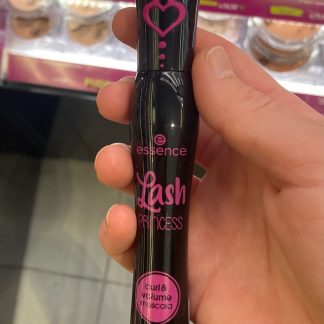 essence
Lash
PRINCESS
curl &
volume
mascara